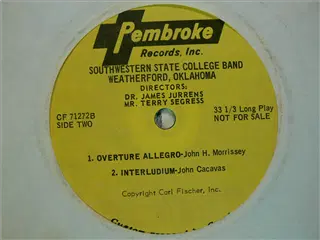 Pembroke
Records, Inc.
SOUTHWESTERN STATE COLLEGE BAND
WEATHERFORD, OKLAHOMA
DIRECTORS:
DR. JAMES JURRENS
MR. TERRY SEGRESS
CF 71272B
SIDE TWO
33 1/3 Long Play
NOT FOR SALE
1. OVERTURE ALLEGRO-John H. Morrissey
2. INTERLUDIUM-John Cacavas
Copyright Carl Fischer, Inc.